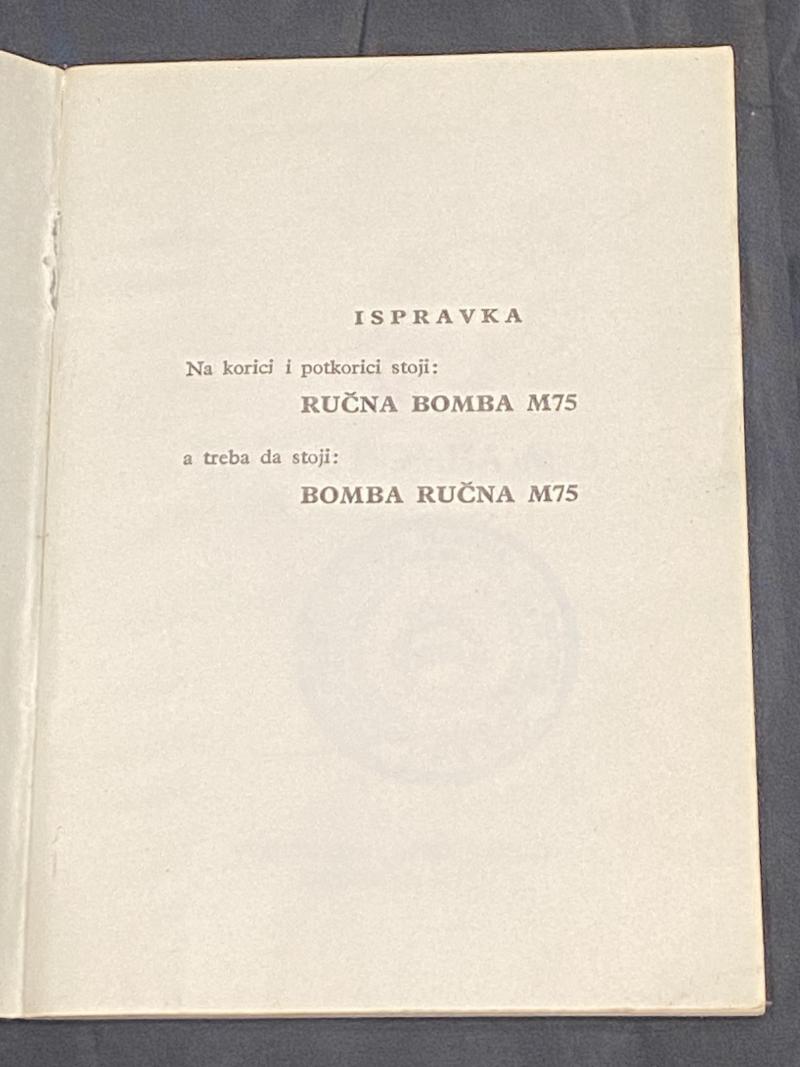 ISPRAVKA
Na korici i potkorici stoji:
RUČNA BOMBA M75
a treba da stoji:
BOMBA RUČNA M75